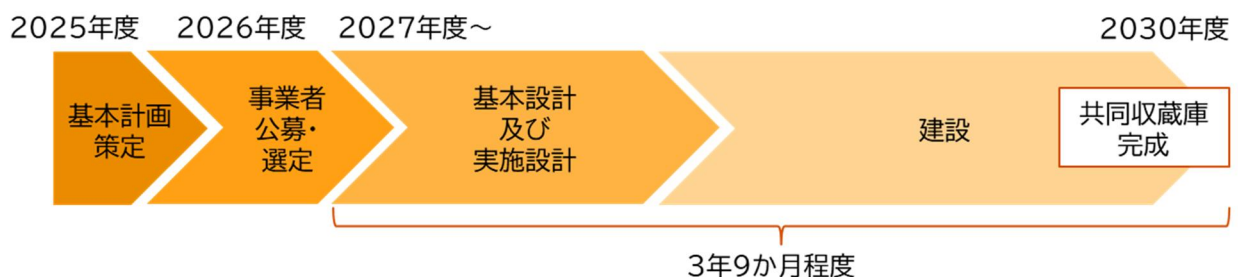 2025年度
2026年度
2027年度～
2030年度
基本計画
策定
事業者
公募・
選定
基本設計
及び
実施設計
建設
共同収蔵庫
完成
3年9か月程度